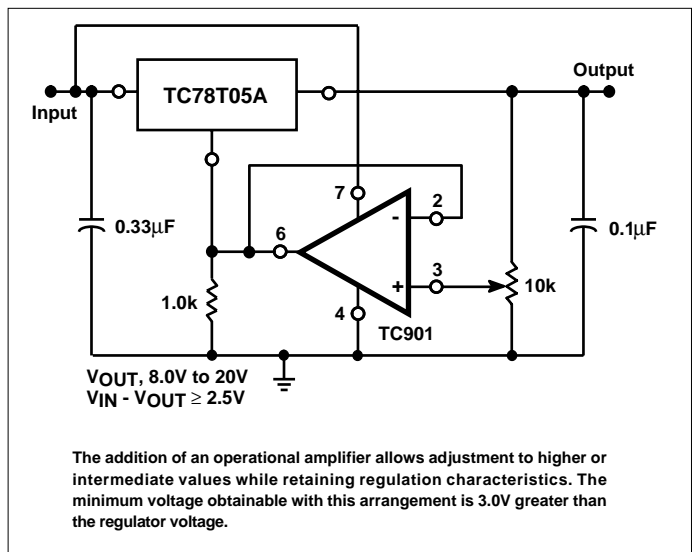 Output
Input
TC78T05A
7
2
-
6
0.33μF
0.1μF
3
+
10k
1.0k
4
TC901
VOUT, 8.0V to 20V
VIN - VOUT ≥ 2.5V
The addition of an operational amplifier allows adjustment to higher or
intermediate values while retaining regulation characteristics. The
minimum voltage obtainable with this arrangement is 3.0V greater than
the regulator voltage.